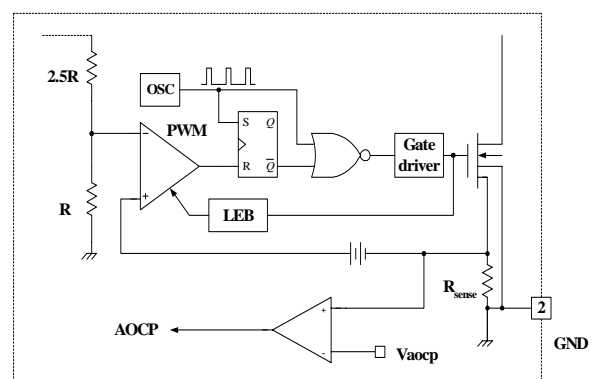 2.5R
OSC
PWM
S Q
R Q̅
Gate
driver
− 
+
R
LEB
Rsense
2
GND
+
-
AOCP
Vaocp